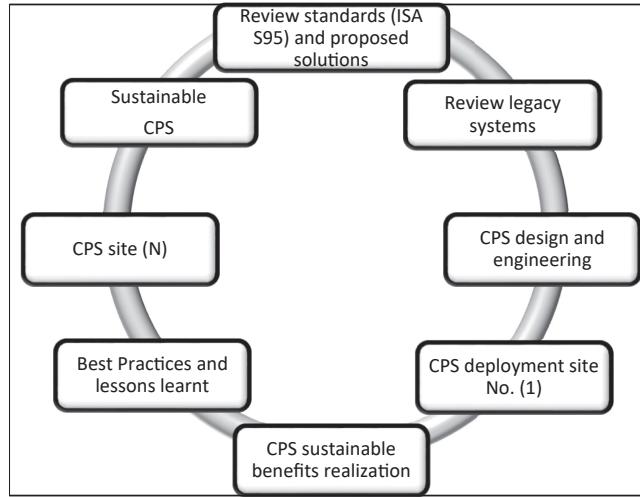 Review standards (ISA
S95) and proposed
solutions
Review legacy
systems
CPS design and
engineering
CPS deployment site
No. (1)
CPS sustainable
benefits realization
Best Practices and
lessons learnt
CPS site (N)
Sustainable
CPS